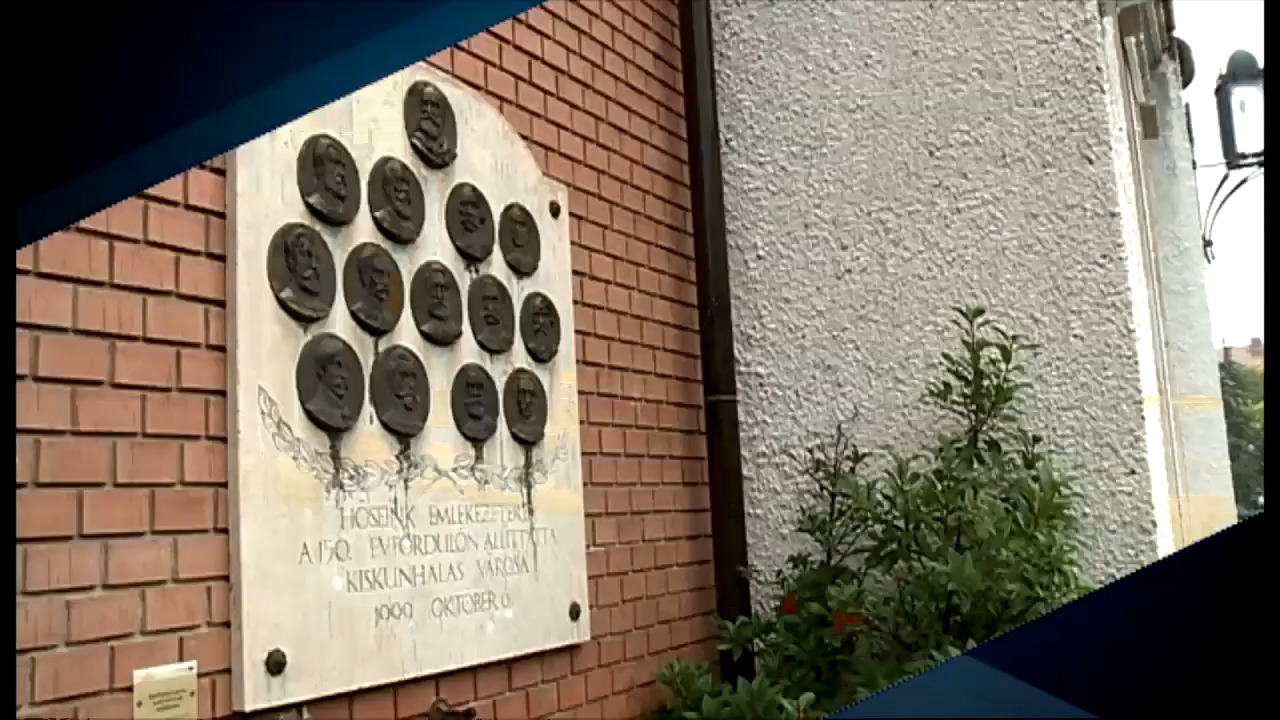 HŐSEINK EMLÉKEZETÉRE
A 150. ÉVFORDULÓN ÁLLÍTTATTA
KISKUNHALAS VÁROSA
1999. OKTÓBER 6.